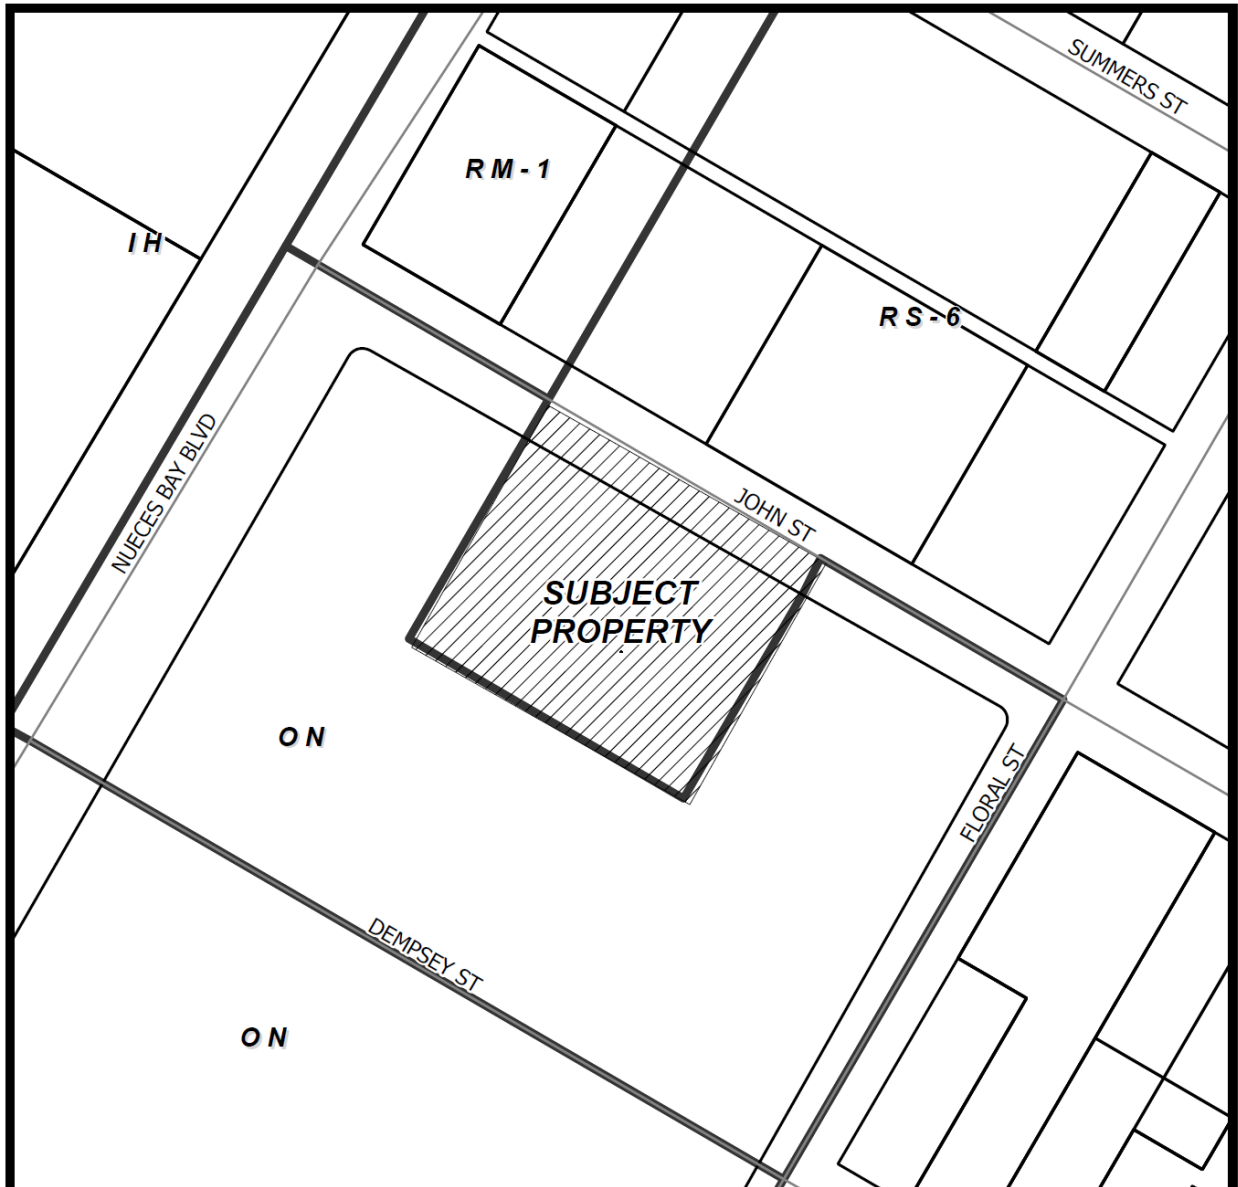 SUMMERS ST
RM-1
IH
RS-6
NUECES BAY BLVD
JOHN ST
SUBJECT
PROPERTY
ON
FLORAL ST
DEMPSEY ST
ON